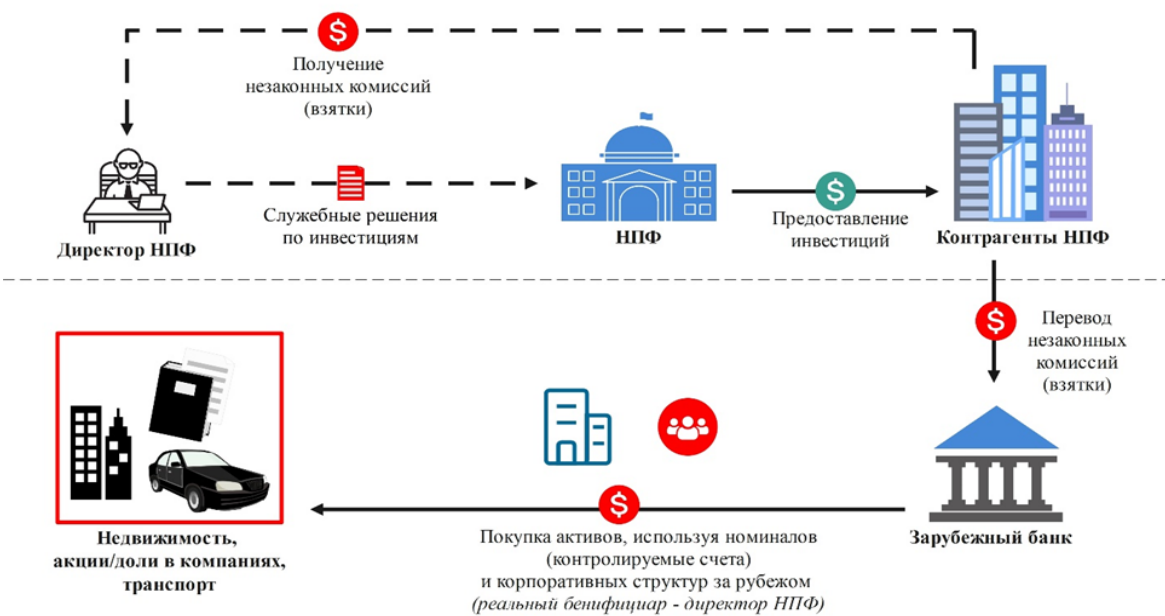 Получение
незаконных комиссий
(взятки)
Служебные решения
по инвестициям
Предоставление
инвестиций
Директор НПФ
НПФ
Контрагенты НПФ
Перевод
незаконных
комиссий
(взятки)
Недвижимость,
акции/доли в компаниях,
транспорт
Покупка активов, используя номиналов
(контролируемые счета)
и корпоративных структур за рубежом
(реальный бенифициар - директор НПФ)
Зарубежный банк